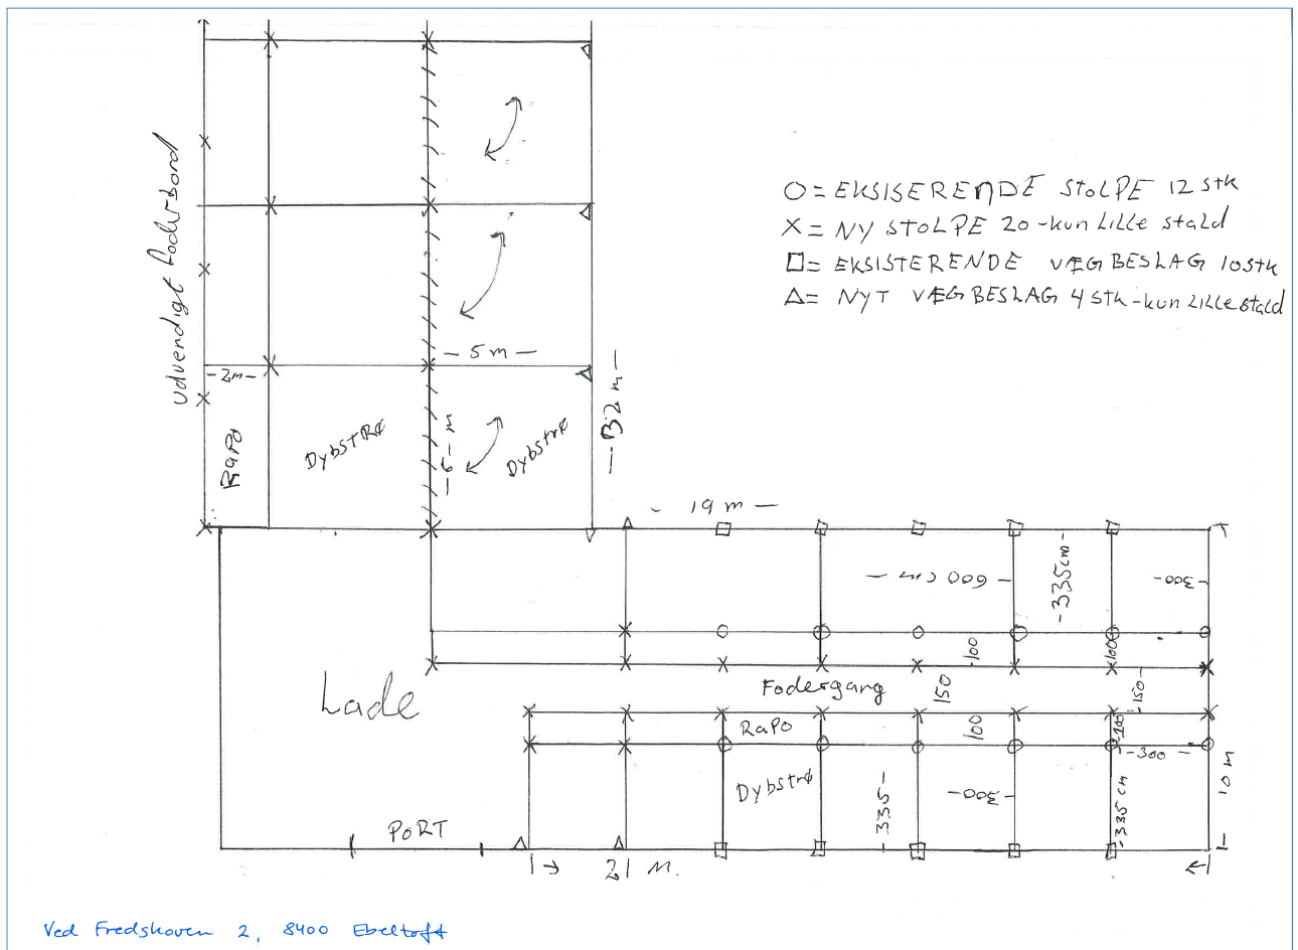 Udvendigt foderbord
O = EKSISERENDE STOLPE 12 stk
X = NY STOLPE 20 - kun Lille stald
□ = EKSISTERENDE VÆGBESLAG 10 stk
△ = NYT VÆGBESLAG 4 stk - kun Lille stald
- 5 m -
- 2m -
- 32 m -
RAPO
DybstRø
- 6 - m
Dybstrø
- 19 m -
- 600 cm -
- 335 cm -
- 300 -
-100
-100
Lade
Fodergang
150
-150-
RaPo
100
-100
-300 -
Dybstrø
- 335 -
- 300 -
-335 cm
10 m
PORT
21 M.
Ved Fredskoven 2, 8400 Ebeltoft